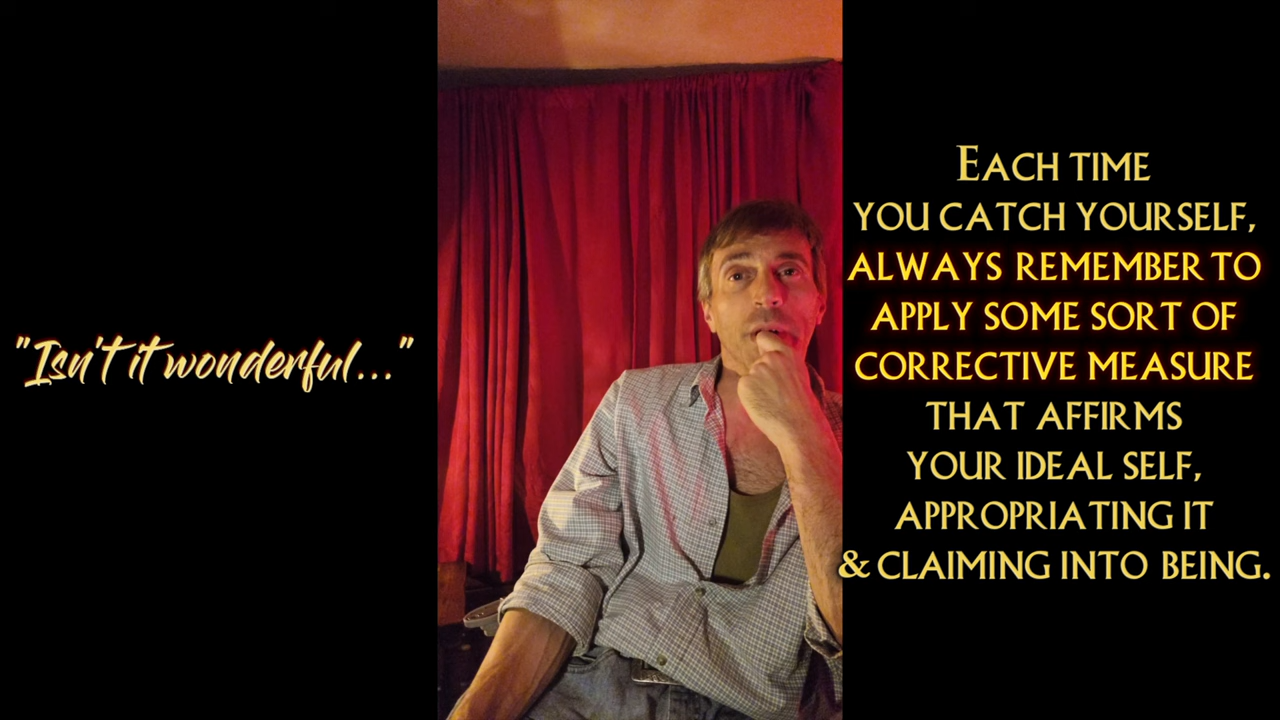 "Isn't it wonderful..."
EACH TIME
YOU CATCH YOURSELF,
ALWAYS REMEMBER TO
APPLY SOME SORT OF
CORRECTIVE MEASURE
THAT AFFIRMS
YOUR IDEAL SELF,
APPROPRIATING IT
& CLAIMING INTO BEING.